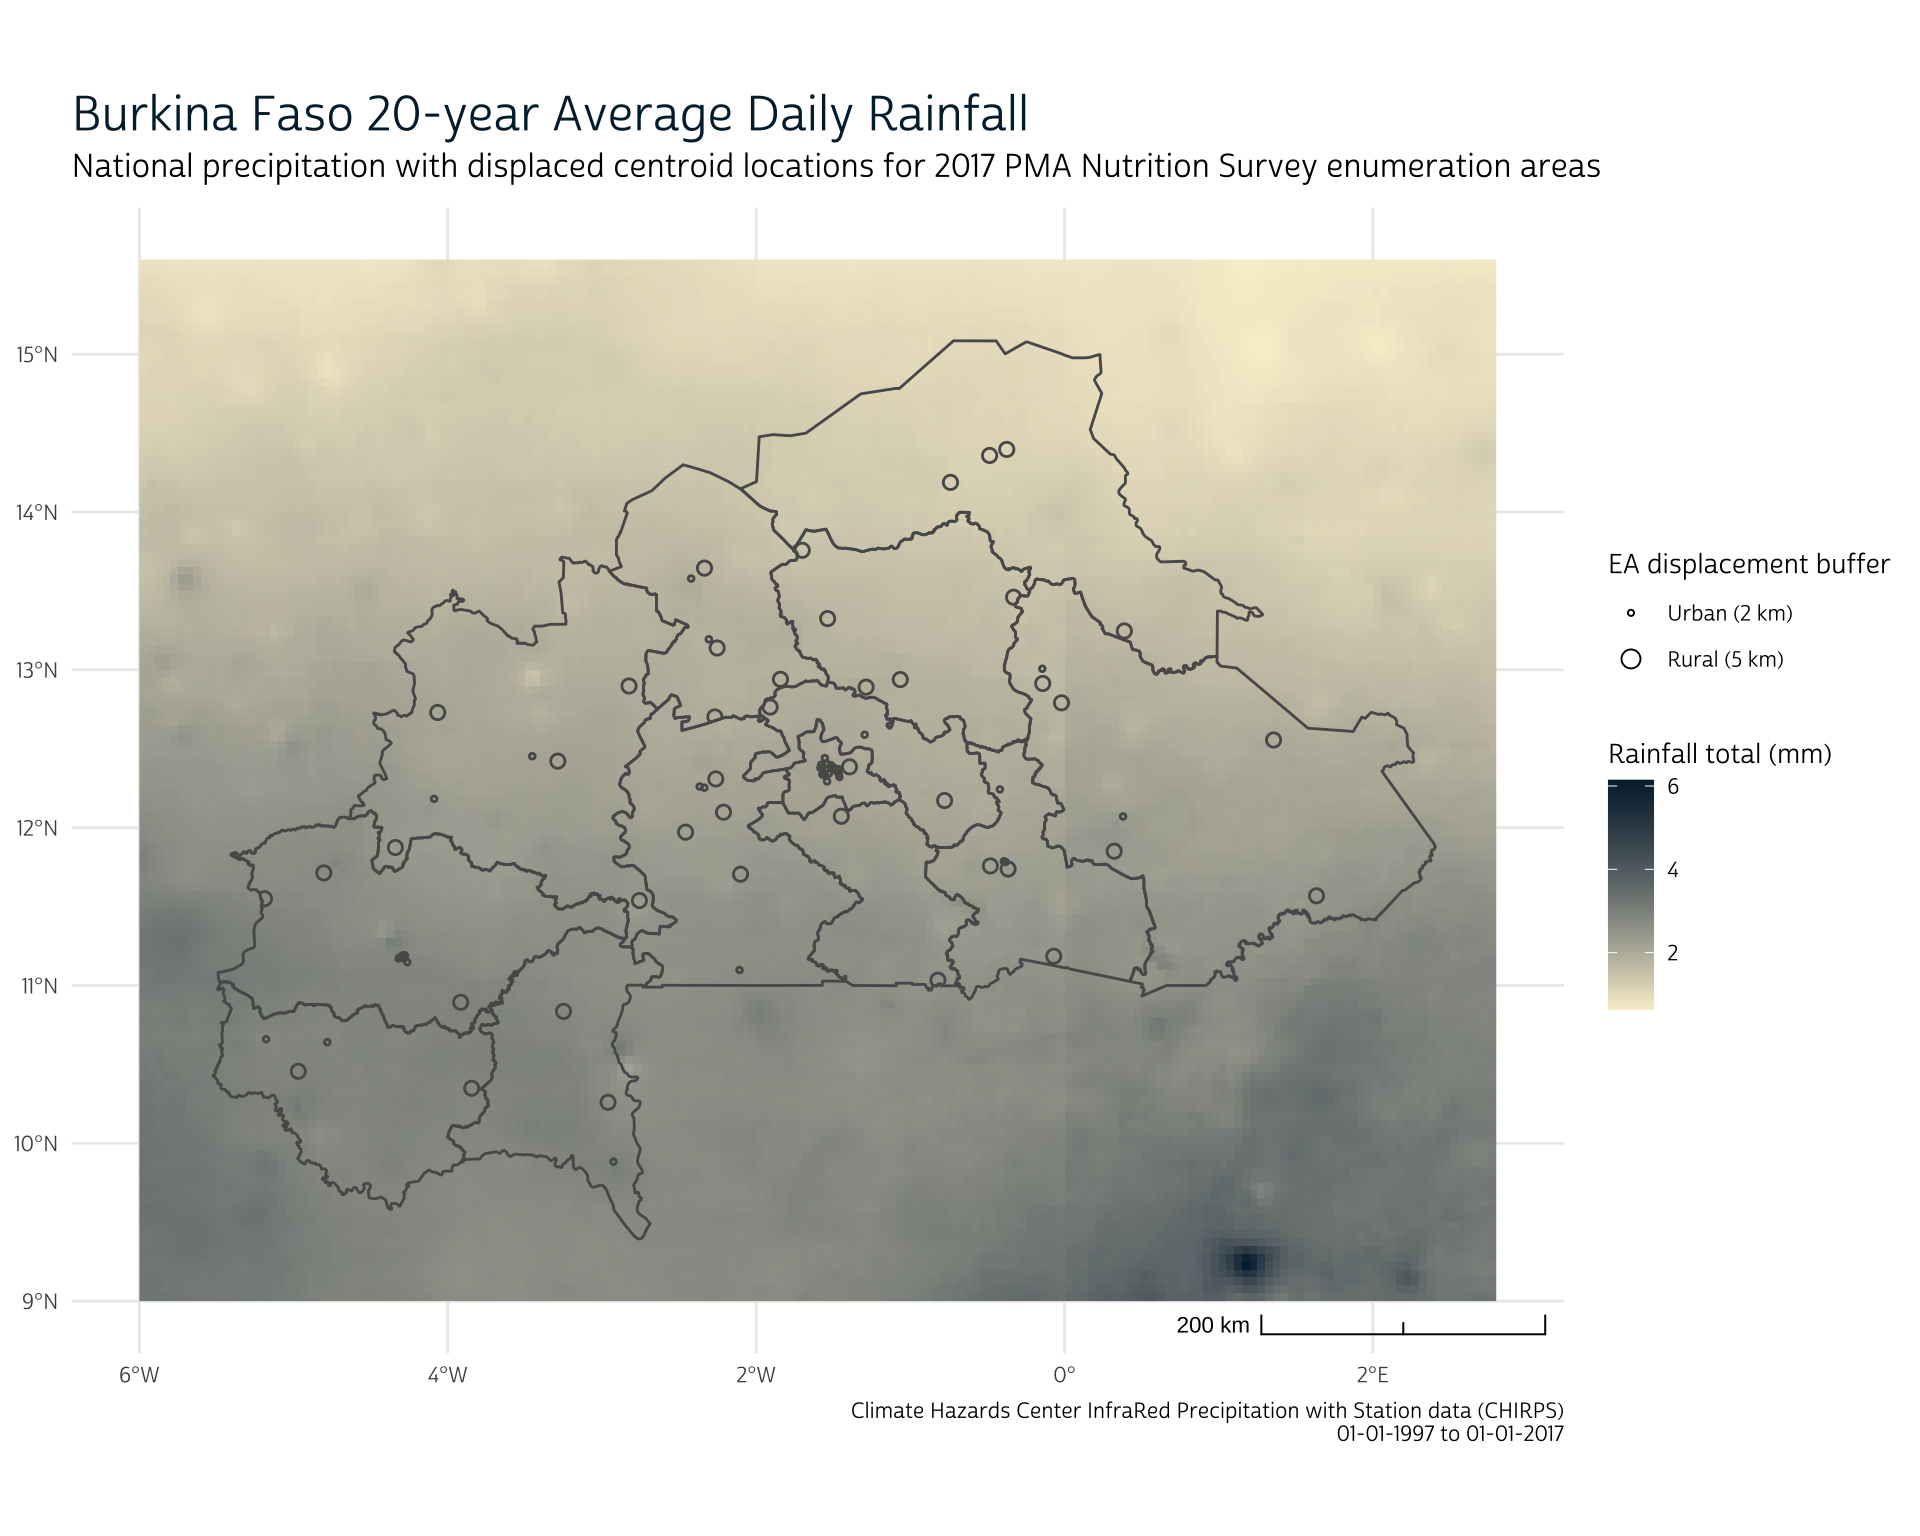 Burkina Faso 20-year Average Daily Rainfall
National precipitation with displaced centroid locations for 2017 PMA Nutrition Survey enumeration areas
15°N
14°N
13°N
12°N
11°N
10°N
9°N
6°W
4°W
2°W
0°
2°E
200 km
EA displacement buffer
Urban (2 km)
Rural (5 km)
Rainfall total (mm)
6
4
2
Climate Hazards Center InfraRed Precipitation with Station data (CHIRPS)
01-01-1997 to 01-01-2017